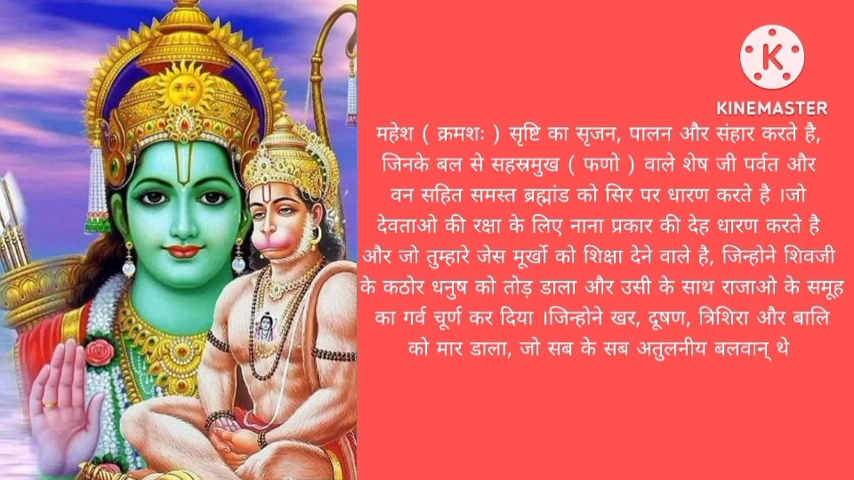 KINEMASTER
महेश ( क्रमशः ) सृष्टि का सृजन, पालन और संहार करते है,
जिनके बल से सहस्रमुख ( फणो ) वाले शेष जी पर्वत और
वन सहित समस्त ब्रह्मांड को सिर पर धारण करते है ।जो
देवताओ की रक्षा के लिए नाना प्रकार की देह धारण करते है
और जो तुम्हारे जेस मूर्खो को शिक्षा देने वाले है, जिन्होने शिवजी
के कठोर धनुष को तोड़ डाला और उसी के साथ राजाओ के समूह
का गर्व चूर्ण कर दिया ।जिन्होने खर, दूषण, त्रिशिरा और बालि
को मार डाला, जो सब के सब अतुलनीय बलवान् थे